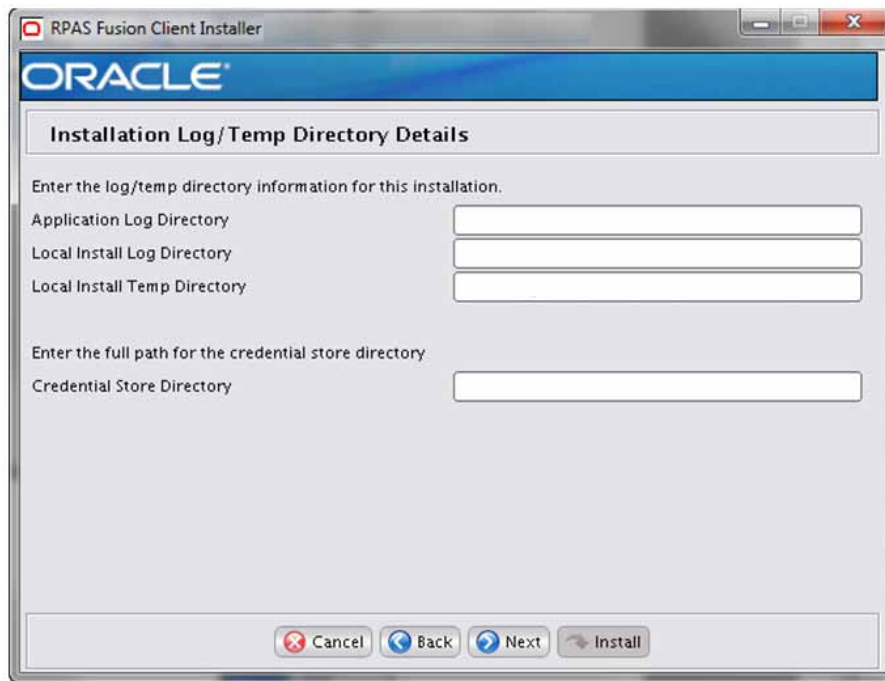 RPAS Fusion Client Installer
ORACLE
Installation Log/Temp Directory Details
Enter the log/temp directory information for this installation.
Application Log Directory
Local Install Log Directory
Local Install Temp Directory
Enter the full path for the credential store directory
Credential Store Directory
Cancel Back Next Install